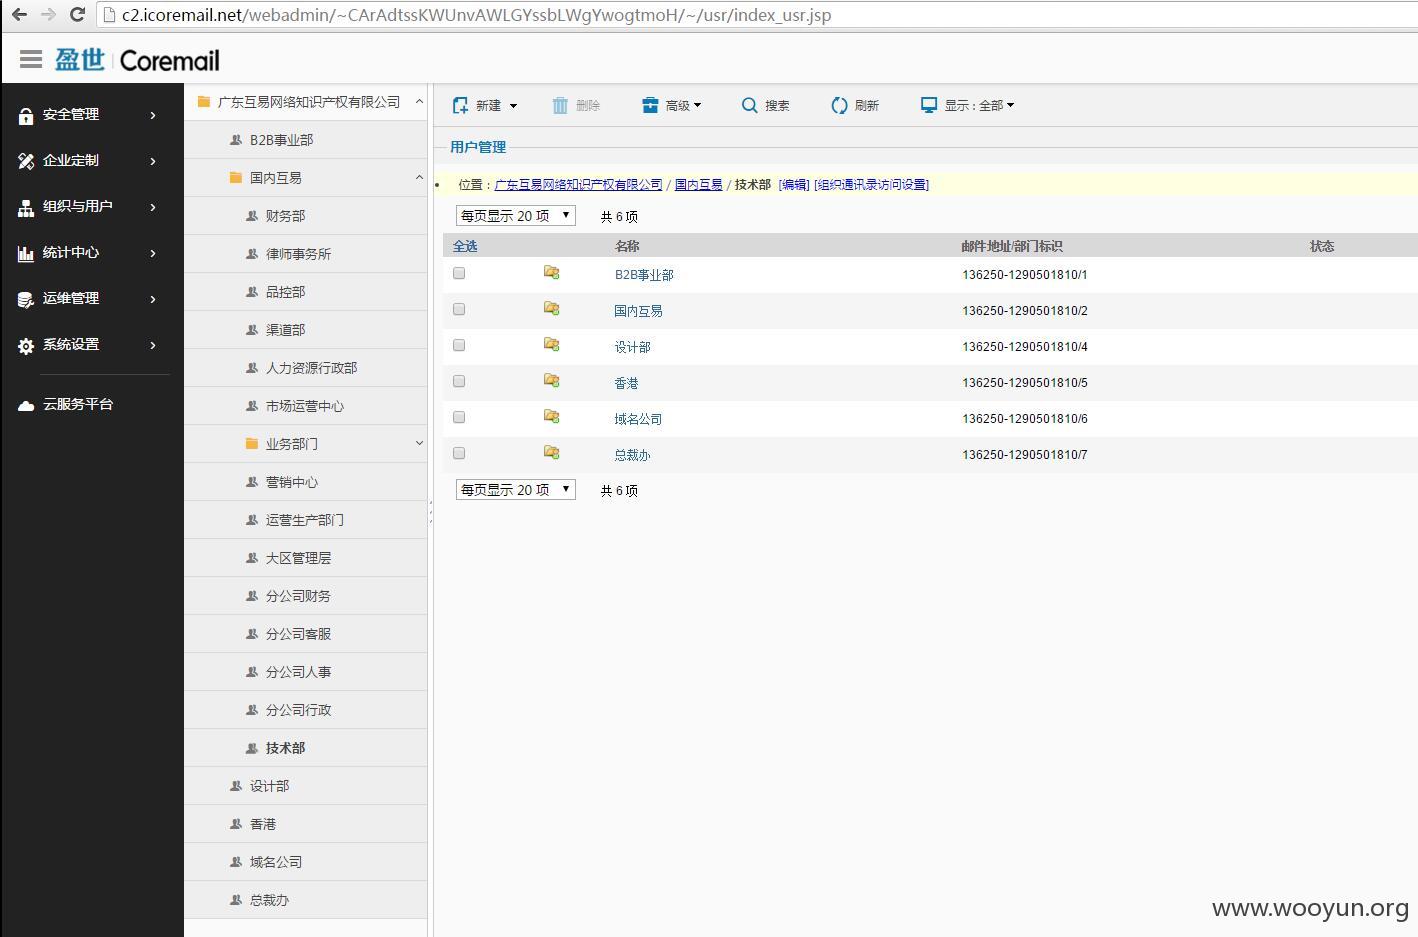 c2.icoremail.net/webadmin/~CArAdtssKWUnvAWLGYssbLWgYwogtmoH/~/usr/index_usr.jsp
盈世 Coremail
安全管理
企业定制
组织与用户
统计中心
运维管理
系统设置
云服务平台
广东互易网络知识产权有限公司
B2B事业部
国内互易
财务部
律师事务所
品控部
渠道部
人力资源行政部
市场运营中心
业务部门
营销中心
运营生产部门
大区管理层
分公司财务
分公司客服
分公司人事
分公司行政
技术部
设计部
香港
域名公司
总裁办
新建 删除 高级 搜索 刷新 显示 : 全部
用户管理
位置 : 广东互易网络知识产权有限公司 / 国内互易 / 技术部 [编辑] [组织通讯录访问设置]
每页显示 20 项 共 6 项
全选 名称 邮件地址/部门标识 状态
B2B事业部 136250-1290501810/1
国内互易 136250-1290501810/2
设计部 136250-1290501810/4
香港 136250-1290501810/5
域名公司 136250-1290501810/6
总裁办 136250-1290501810/7
每页显示 20 项 共 6 项
www.wooyun.org